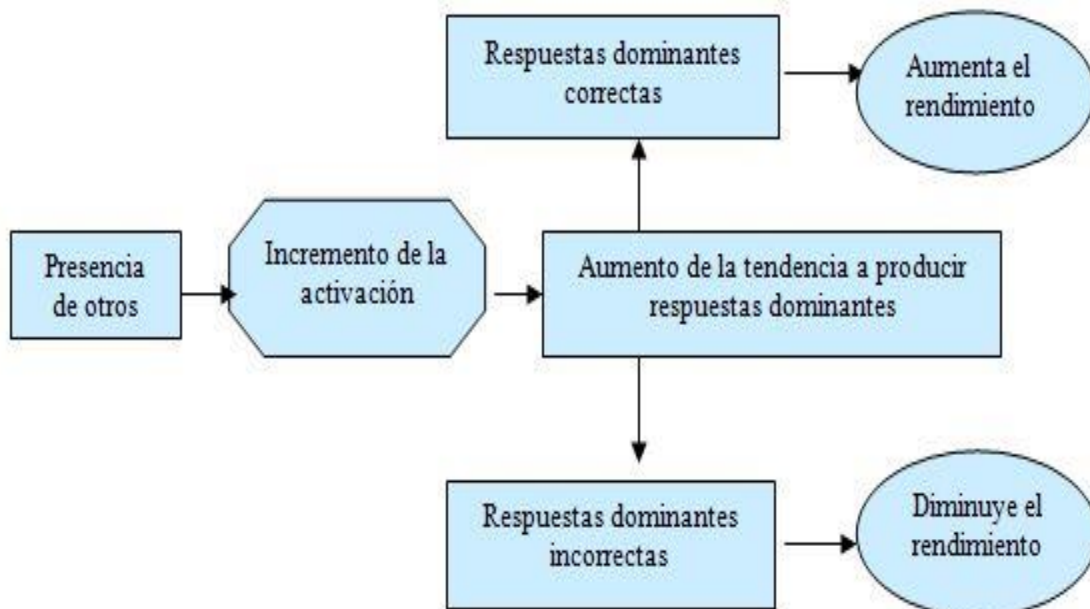 Respuestas dominantes
correctas
Aumenta el
rendimiento
Presencia
de otros
Incremento de la
activación
Aumento de la tendencia a producir
respuestas dominantes
Respuestas dominantes
incorrectas
Diminuye el
rendimiento